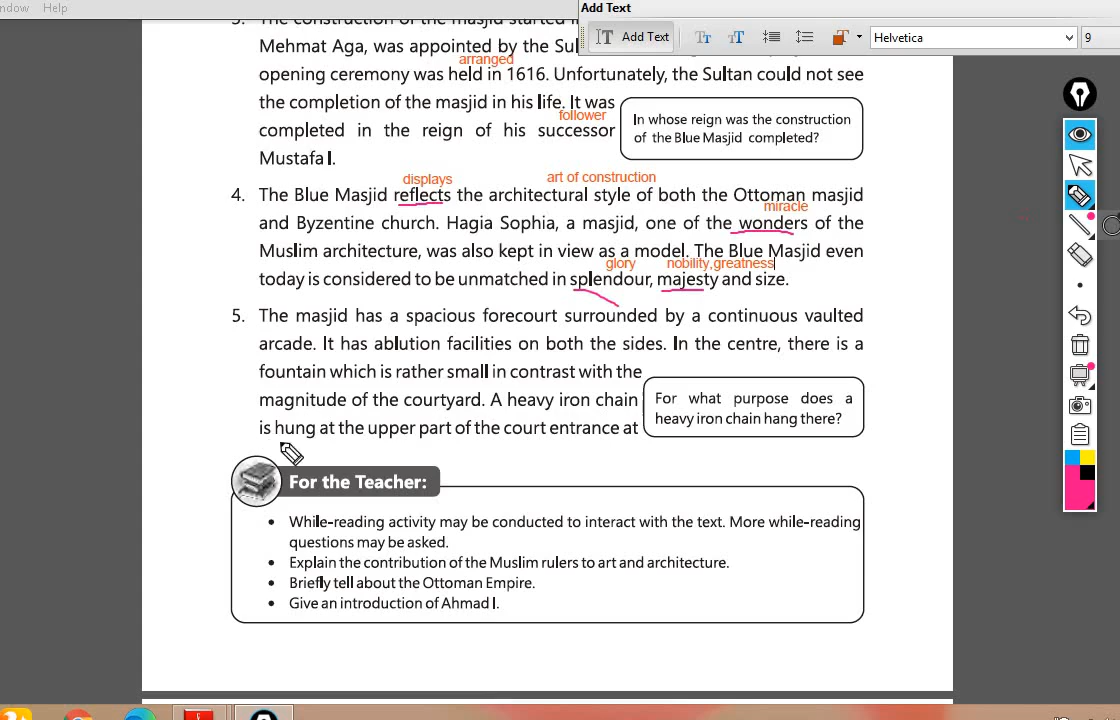 ndow Help
Add Text
Add Text
Helvetica
9
3. The construction of the masjid started i
Mehmat Aga, was appointed by the Sul
arranged
opening ceremony was held in 1616. Unfortunately, the Sultan could not see
the completion of the masjid in his life. It was
follower
completed in the reign of his successor
Mustafa I.
In whose reign was the construction
of the Blue Masjid completed?
displays
art of construction
4. The Blue Masjid reflects the architectural style of both the Ottoman masjid
miracle
and Byzentine church. Hagia Sophia, a masjid, one of the wonders of the
Muslim architecture, was also kept in view as a model. The Blue Masjid even
glory
nobility,greatness
today is considered to be unmatched in splendour, majesty and size.
5. The masjid has a spacious forecourt surrounded by a continuous vaulted
arcade. It has ablution facilities on both the sides. In the centre, there is a
fountain which is rather small in contrast with the
magnitude of the courtyard. A heavy iron chain
is hung at the upper part of the court entrance at
For what purpose does a
heavy iron chain hang there?
For the Teacher:
• While-reading activity may be conducted to interact with the text. More while-reading
questions may be asked.
• Explain the contribution of the Muslim rulers to art and architecture.
• Briefly tell about the Ottoman Empire.
• Give an introduction of Ahmad I.